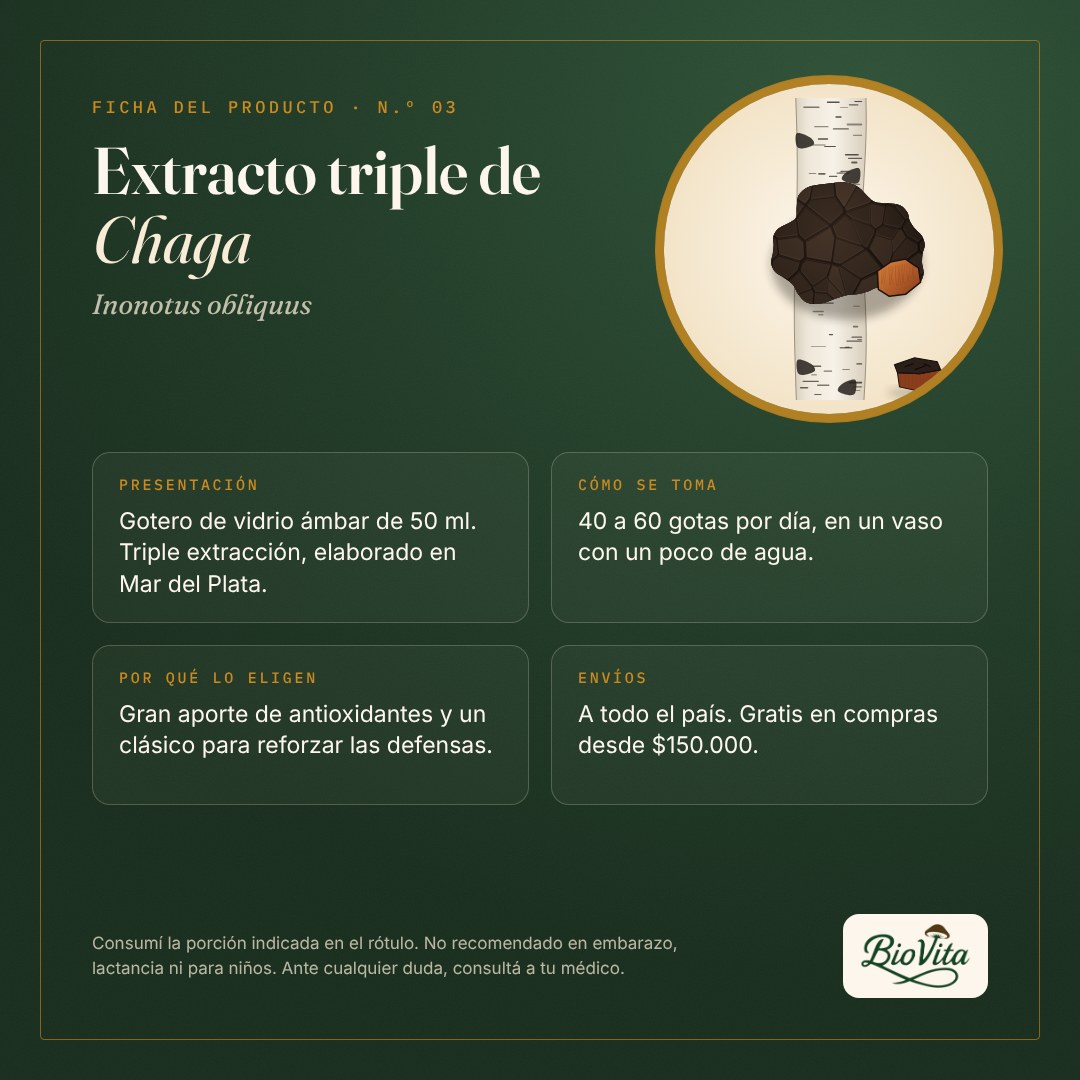 FICHA DEL PRODUCTO · N.º 03
Extracto triple de
Chaga
Inonotus obliquus
PRESENTACIÓN
Gotero de vidrio ámbar de 50 ml.
Triple extracción, elaborado en
Mar del Plata.
CÓMO SE TOMA
40 a 60 gotas por día, en un vaso
con un poco de agua.
POR QUÉ LO ELIGEN
Gran aporte de antioxidantes y un
clásico para reforzar las defensas.
ENVÍOS
A todo el país. Gratis en compras
desde $150.000.
Consumí la porción indicada en el rótulo. No recomendado en embarazo,
lactancia ni para niños. Ante cualquier duda, consultá a tu médico.
BioVita